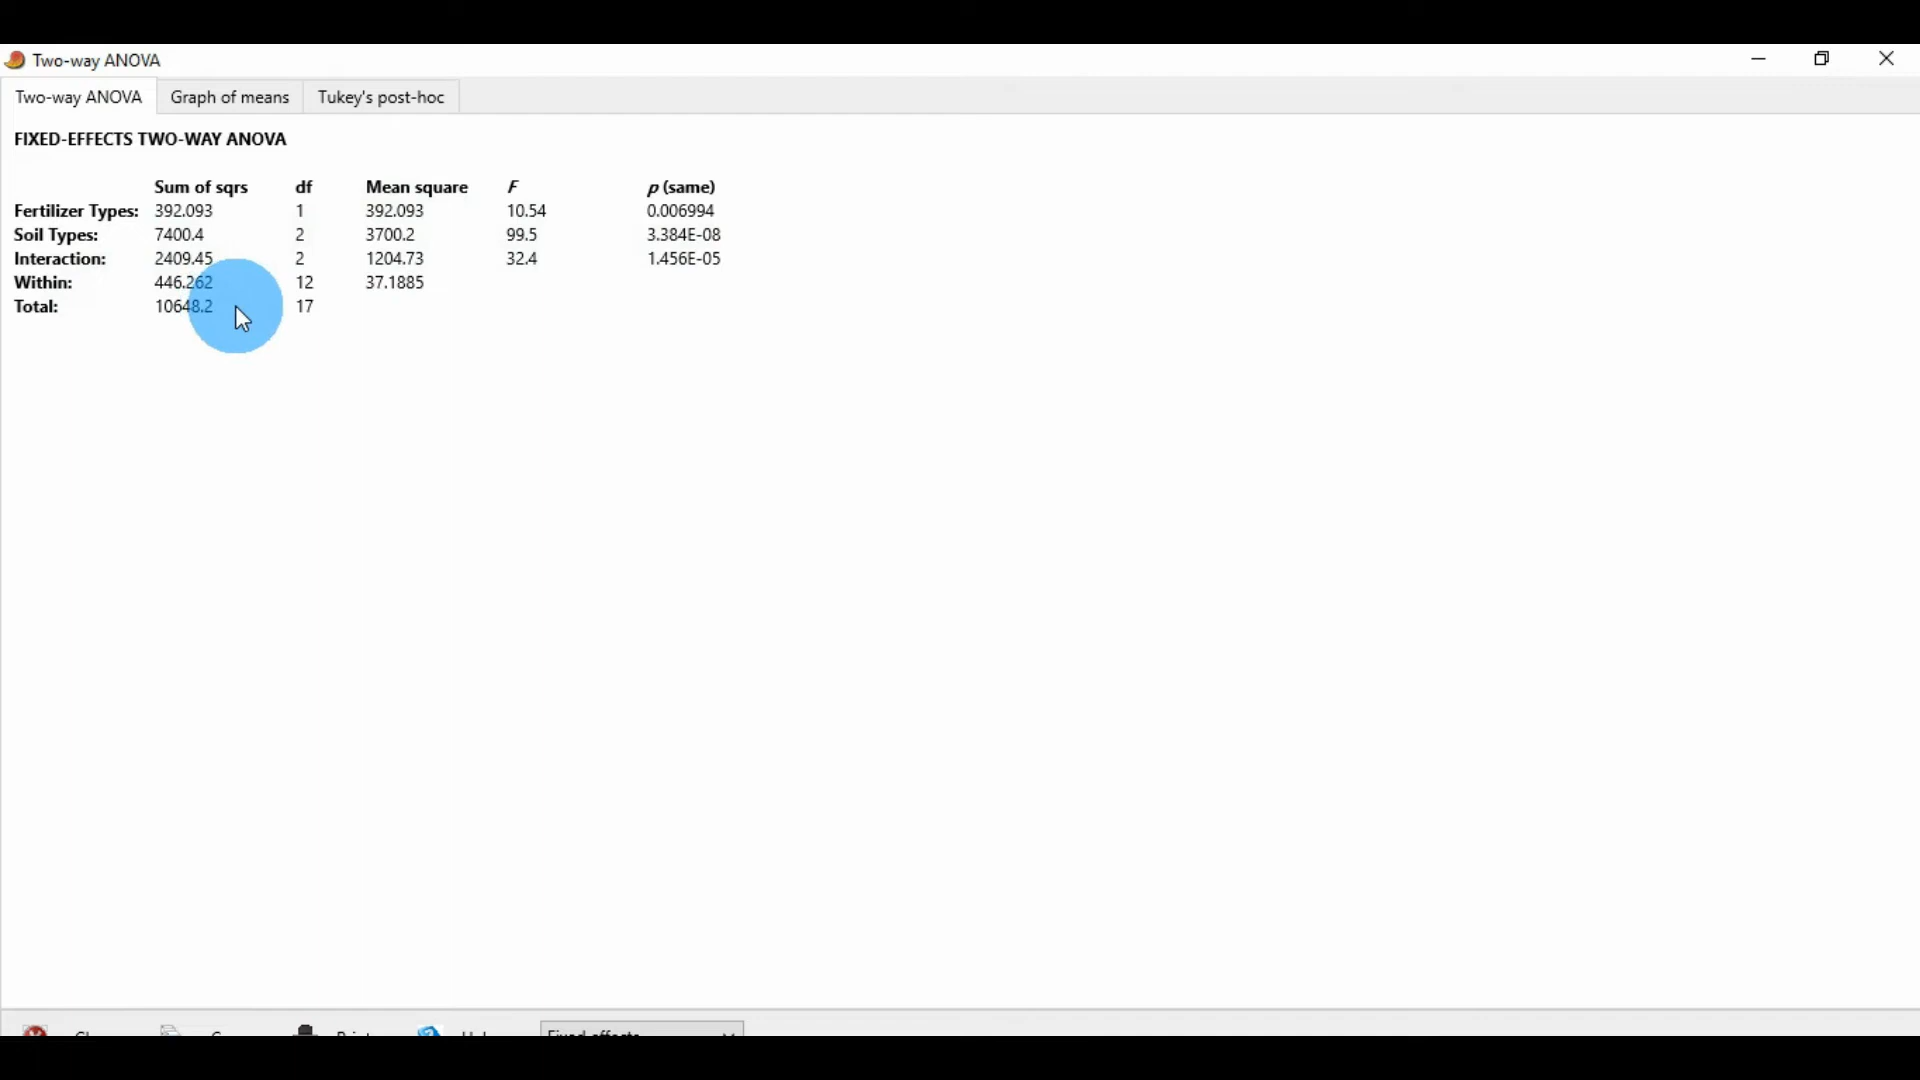 Two-way ANOVA
Two-way ANOVA Graph of means Tukey's post-hoc
FIXED-EFFECTS TWO-WAY ANOVA
Sum of sqrs df Mean square F p (same)
Fertilizer Types: 392.093 1 392.093 10.54 0.006994
Soil Types: 7400.4 2 3700.2 99.5 3.384E-08
Interaction: 2409.45 2 1204.73 32.4 1.456E-05
Within: 446.262 12 37.1885
Total: 10648.2 17
Fixed effects